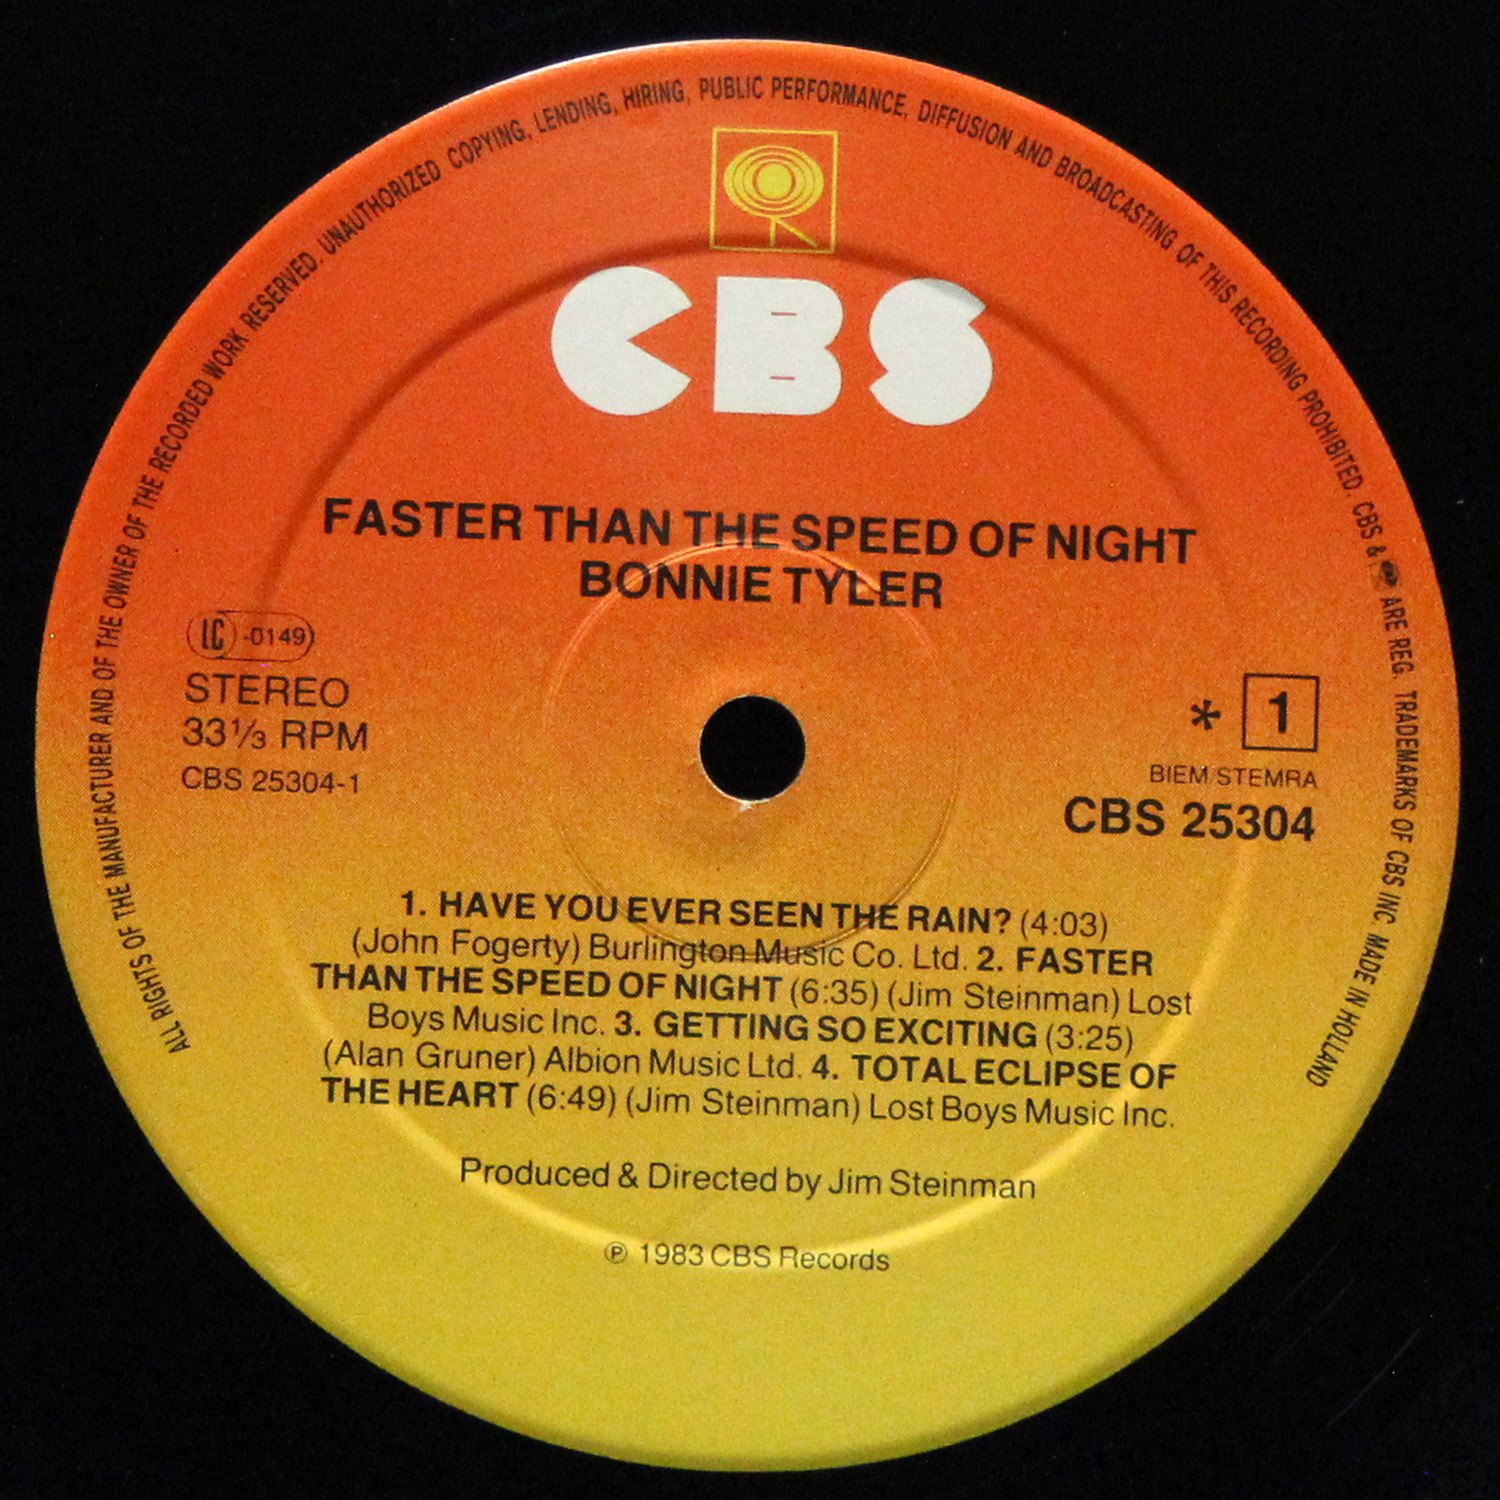 ALL RIGHTS OF THE MANUFACTURER AND OF THE OWNER OF THE RECORDED WORK RESERVED. UNAUTHORIZED COPYING, LENDING, HIRING, PUBLIC PERFORMANCE, DIFFUSION AND BROADCASTING OF THIS RECORDING PROHIBITED. CBS & ARE REG. TRADEMARKS OF CBS INC. MADE IN HOLLAND
CBS
FASTER THAN THE SPEED OF NIGHT
BONNIE TYLER
LC -0149
STEREO
33⅓ RPM
CBS 25304-1
* 1
BIEM/STEMRA
CBS 25304
1. HAVE YOU EVER SEEN THE RAIN? (4:03)
(John Fogerty) Burlington Music Co. Ltd. 2. FASTER
THAN THE SPEED OF NIGHT (6:35) (Jim Steinman) Lost
Boys Music Inc. 3. GETTING SO EXCITING (3:25)
(Alan Gruner) Albion Music Ltd. 4. TOTAL ECLIPSE OF
THE HEART (6:49) (Jim Steinman) Lost Boys Music Inc.
Produced & Directed by Jim Steinman
℗ 1983 CBS Records